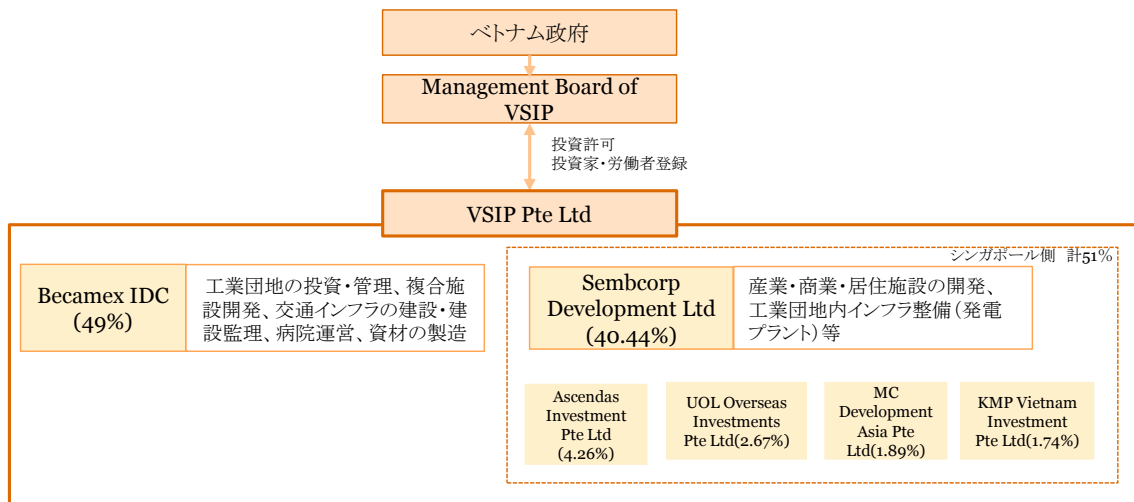 ベトナム政府
Management Board of
VSIP
投資許可
投資家・労働者登録
VSIP Pte Ltd
シンガポール側 計51%
Becamex IDC
(49%)
工業団地の投資・管理、複合施
設開発、交通インフラの建設・建
設監理、病院運営、資材の製造
Sembcorp
Development Ltd
(40.44%)
産業・商業・居住施設の開発、
工業団地内インフラ整備(発電
プラント)等
Ascendas
Investment
Pte Ltd
(4.26%)
UOL Overseas
Investments
Pte Ltd(2.67%)
MC
Development
Asia Pte
Ltd(1.89%)
KMP Vietnam
Investment
Pte Ltd(1.74%)